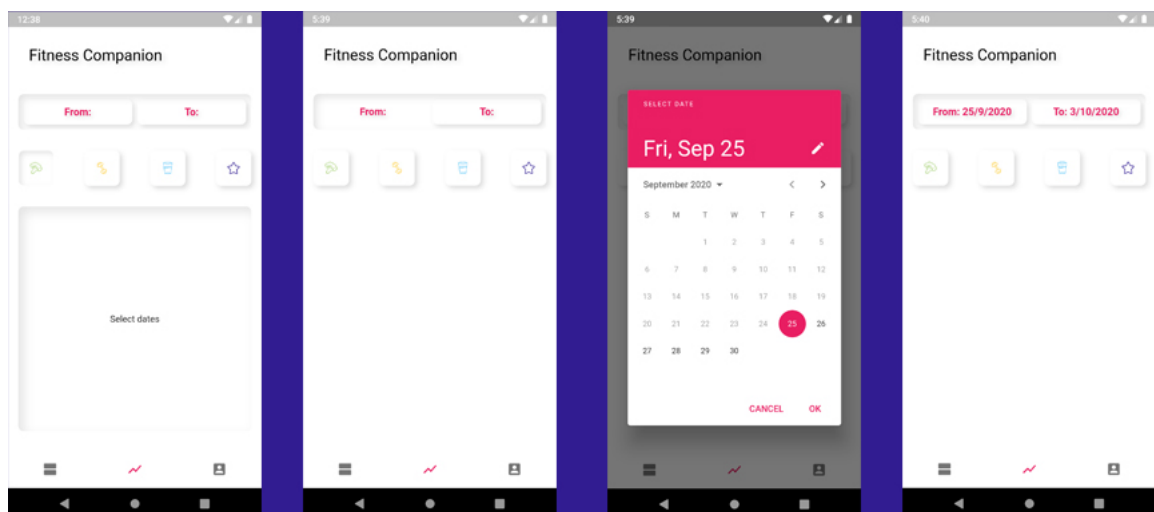 12:38
Fitness Companion
From: To:
Select dates
5:39
Fitness Companion
From: To:
5:39
Fitness Companion
SELECT DATE
Fri, Sep 25
September 2020
S M T W T F S
1 2 3 4 5
6 7 8 9 10 11 12
13 14 15 16 17 18 19
20 21 22 23 24 25 26
27 28 29 30
CANCEL OK
5:40
Fitness Companion
From: 25/9/2020 To: 3/10/2020